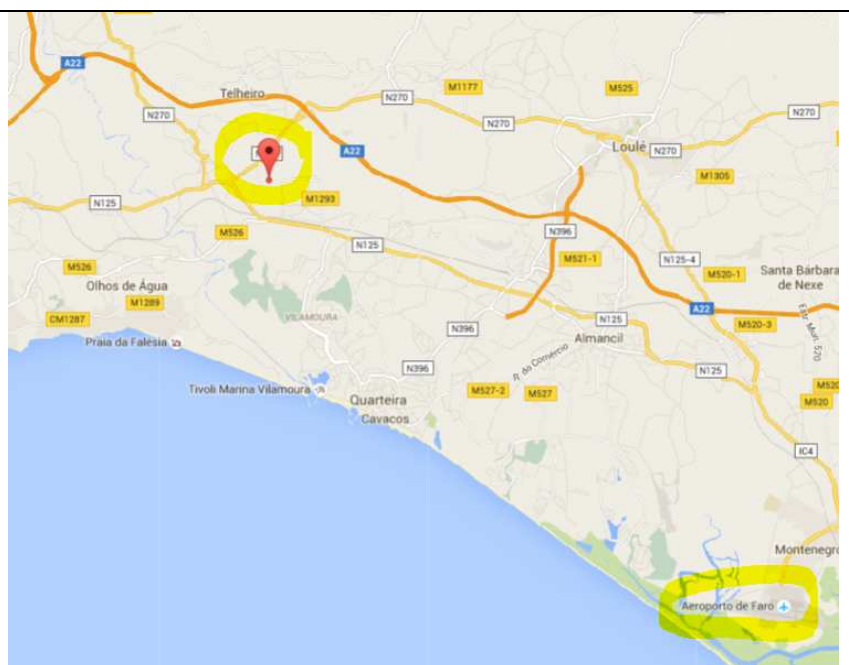 A22
Telheiro
M1177
M525
N270
N270
N270
Loulé
N270
A22
M1305
N125
M1293
M526
N125
N396
M521-1
N125-4
M520-1
Santa Bárbara
de Nexe
M526
Olhos de Água
M1289
CM1287
VILAMOURA
A22
N396
N125
M520-3
Estr. Mun. 520
Praia da Falésia
Almancil
R. do Comércio
N396
N125
Tivoli Marina Vilamoura
M527-2
M527
M520
M520
Quarteira
Cavacos
IC4
Montenegro
Aeroporto de Faro